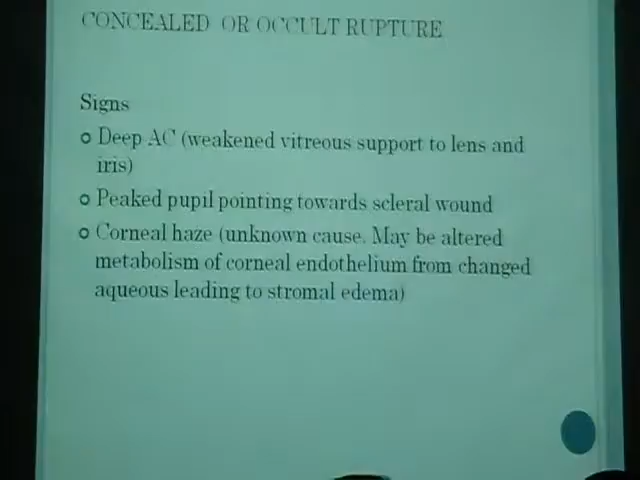 CONCEALED OR OCCULT RUPTURE
Signs
Deep AC (weakened vitreous support to lens and
iris)
Peaked pupil pointing towards scleral wound
Corneal haze (unknown cause. May be altered
metabolism of corneal endothelium from changed
aqueous leading to stromal edema)